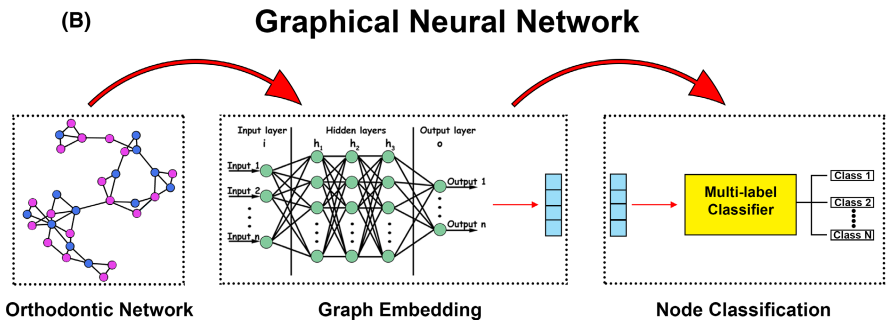 (B)
Graphical Neural Network
Input layer
i
Hidden layers
h1 h2 h3
Output layer
o
Input 1
Input 2
Input n
Output 1
Output n
Multi-label
Classifier
Class 1
Class 2
Class N
Orthodontic Network
Graph Embedding
Node Classification